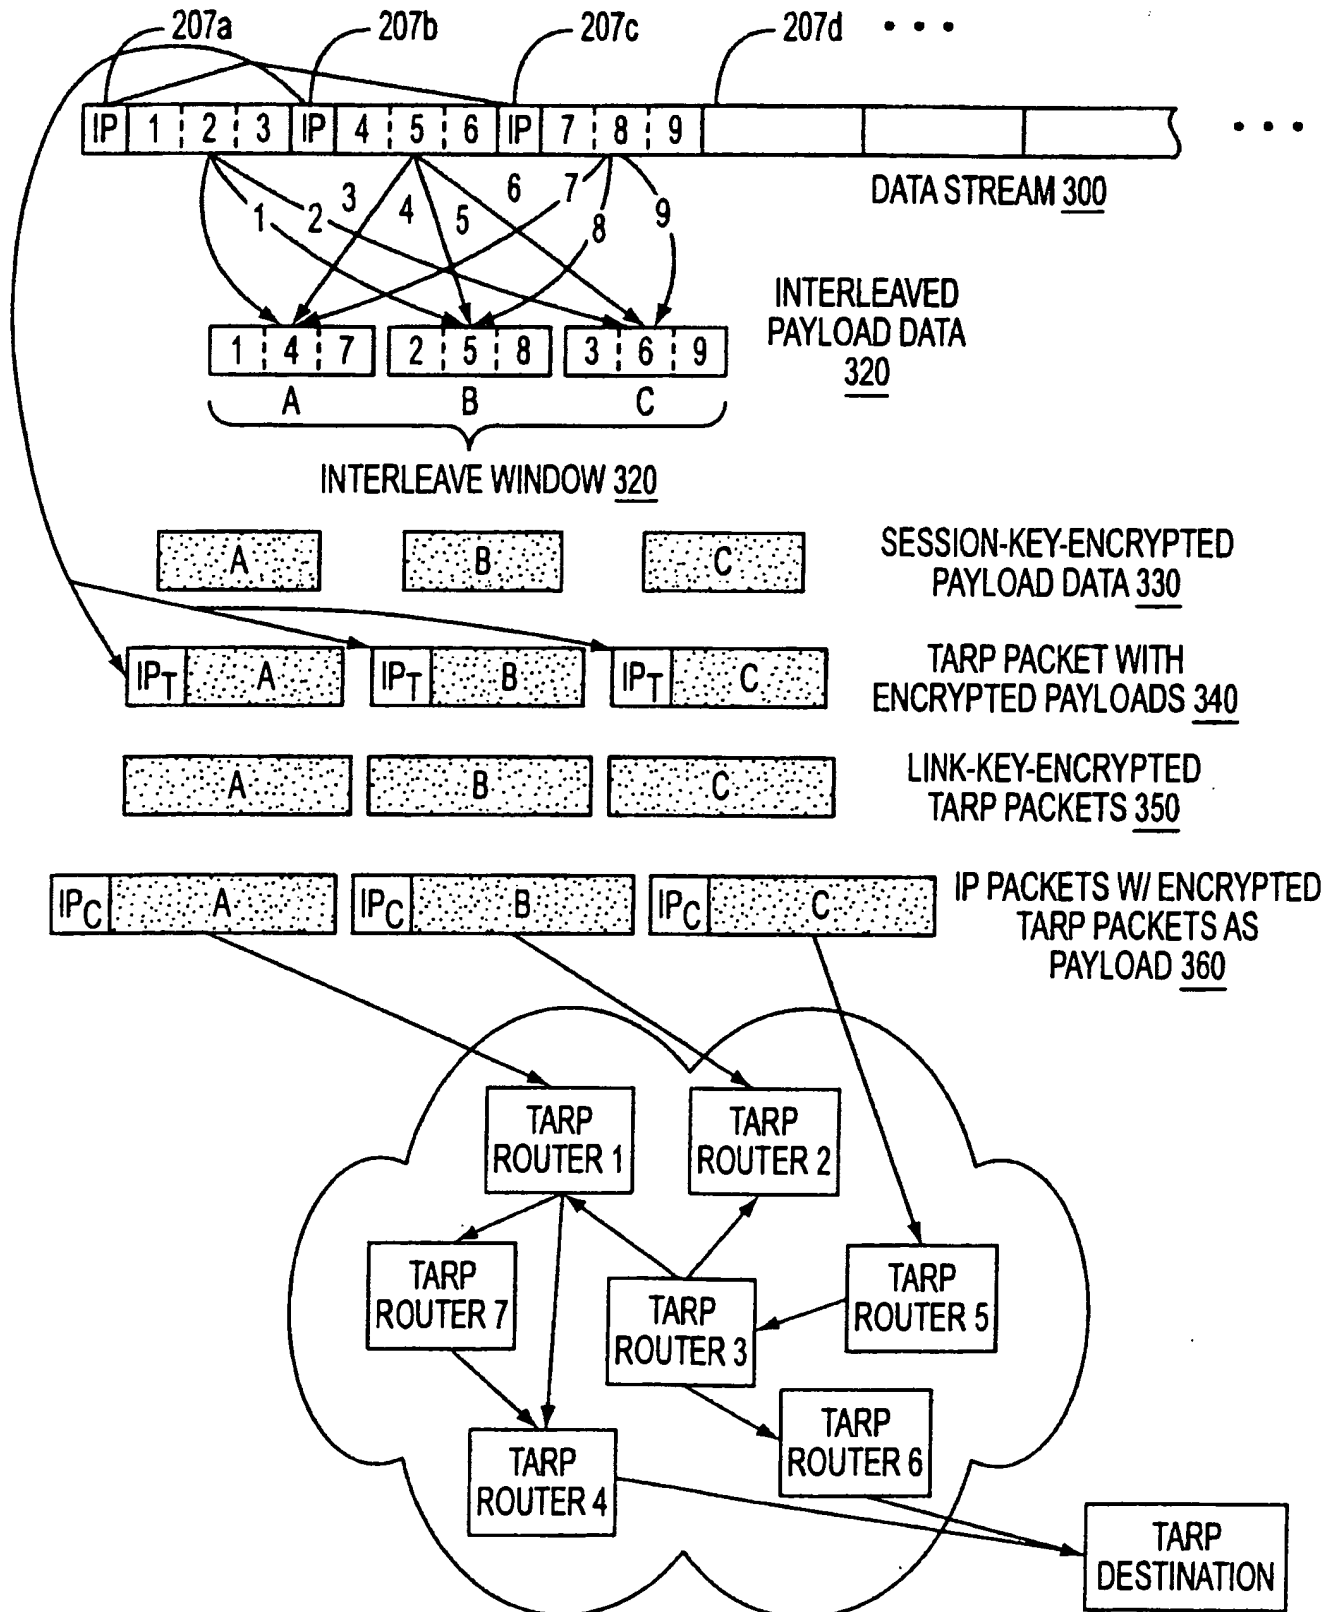 207a 207b 207c 207d • • •
IP 1 2 3 IP 4 5 6 IP 7 8 9 • • •
DATA STREAM 300
1 2 3 4 5 6 7 8 9
INTERLEAVED
PAYLOAD DATA
320
1 4 7 2 5 8 3 6 9
A B C
INTERLEAVE WINDOW 320
A B C
SESSION-KEY-ENCRYPTED
PAYLOAD DATA 330
IPT A IPT B IPT C
TARP PACKET WITH
ENCRYPTED PAYLOADS 340
A B C
LINK-KEY-ENCRYPTED
TARP PACKETS 350
IPC A IPC B IPC C
IP PACKETS W/ ENCRYPTED
TARP PACKETS AS
PAYLOAD 360
TARP
ROUTER 1
TARP
ROUTER 2
TARP
ROUTER 7
TARP
ROUTER 3
TARP
ROUTER 5
TARP
ROUTER 4
TARP
ROUTER 6
TARP
DESTINATION